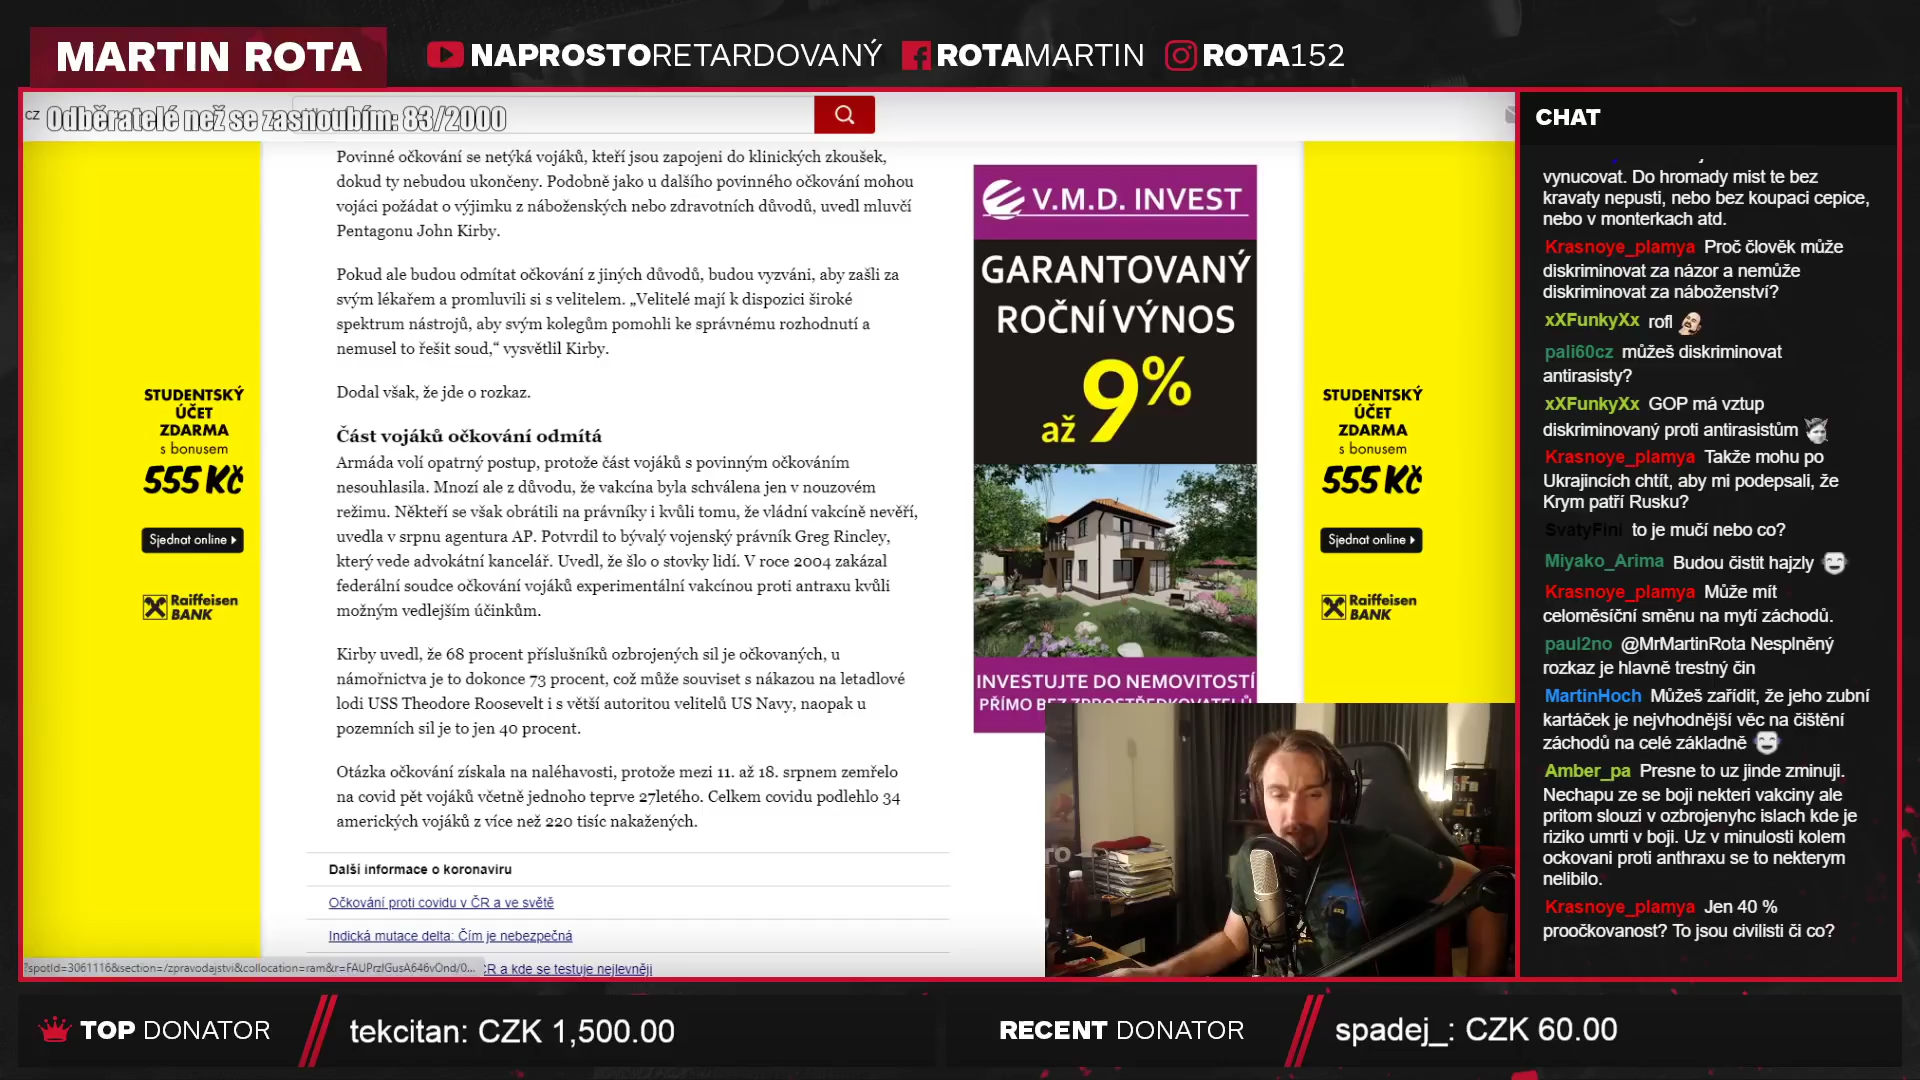 MARTIN ROTA
NAPROSTORETARDOVANÝ
ROTAMARTIN
ROTA152
cz
Odběratelé než se zasnoubím: 83/2000
Povinné očkování se netýká vojáků, kteří jsou zapojeni do klinických zkoušek,
dokud ty nebudou ukončeny. Podobně jako u dalšího povinného očkování mohou
vojáci požádat o výjimku z náboženských nebo zdravotních důvodů, uvedl mluvčí
Pentagonu John Kirby.
Pokud ale budou odmítat očkování z jiných důvodů, budou vyzváni, aby zašli za
svým lékařem a promluvili si s velitelem. „Velitelé mají k dispozici široké
spektrum nástrojů, aby svým kolegům pomohli ke správnému rozhodnutí a
nemusel to řešit soud,“ vysvětlil Kirby.
Dodal však, že jde o rozkaz.
Část vojáků očkování odmítá
Armáda volí opatrný postup, protože část vojáků s povinným očkováním
nesouhlasila. Mnozí ale z důvodu, že vakcína byla schválena jen v nouzovém
režimu. Někteří se však obrátili na právníky i kvůli tomu, že vládní vakcíně nevěří,
uvedla v srpnu agentura AP. Potvrdil to bývalý vojenský právník Greg Rincley,
který vede advokátní kancelář. Uvedl, že šlo o stovky lidí. V roce 2004 zakázal
federální soudce očkování vojáků experimentální vakcínou proti antraxu kvůli
možným vedlejším účinkům.
Kirby uvedl, že 68 procent příslušníků ozbrojených sil je očkovaných, u
námořnictva je to dokonce 73 procent, což může souviset s nákazou na letadlové
lodi USS Theodore Roosevelt i s větší autoritou velitelů US Navy, naopak u
pozemních sil je to jen 40 procent.
Otázka očkování získala na naléhavosti, protože mezi 11. až 18. srpnem zemřelo
na covid pět vojáků včetně jednoho teprve 27letého. Celkem covidu podlehlo 34
amerických vojáků z více než 220 tisíc nakažených.
Další informace o koronaviru
Očkování proti covidu v ČR a ve světě
Indická mutace delta: Čím je nebezpečná
ČR a kde se testuje nejlevněji
?spotId=3061116&section=/zpravodajstvi&collocation=ram&r=FAUPrzlGusA646vOnd/0...
STUDENTSKÝ
ÚČET
ZDARMA
s bonusem
555 KČ
Sjednat online
Raiffeisen
BANK
V.M.D. INVEST
GARANTOVANÝ
ROČNÍ VÝNOS
až 9%
INVESTUJTE DO NEMOVITOSTÍ
PŘÍMO BEZ ZPROSTŘEDKOVATELŮ
STUDENTSKÝ
ÚČET
ZDARMA
s bonusem
555 KČ
Sjednat online
Raiffeisen
BANK
CHAT
vynucovat. Do hromady mist te bez
kravaty nepusti, nebo bez koupaci cepice,
nebo v monterkach atd.
Krasnoye_plamya Proč člověk může
diskriminovat za názor a nemůže
diskriminovat za náboženství?
xXFunkyXx rofl
pali60cz můžeš diskriminovat
antirasisty?
xXFunkyXx GOP má vztup
diskriminovaný proti antirasistům
Krasnoye_plamya Takže mohu po
Ukrajincích chtít, aby mi podepsali, že
Krym patří Rusku?
SvatyFini to je mučí nebo co?
Miyako_Arima Budou čistit hajzly
Krasnoye_plamya Může mít
celoměsíční směnu na mytí záchodů.
paul2no @MrMartinRota Nesplněný
rozkaz je hlavně trestný čin
MartinHoch Můžeš zařídit, že jeho zubní
kartáček je nejvhodnější věc na čištění
záchodů na celé základně
Amber_pa Presne to uz jinde zminuji.
Nechapu ze se boji nekteri vakciny ale
pritom slouzi v ozbrojenyhc islach kde je
riziko umrti v boji. Uz v minulosti kolem
ockovani proti anthraxu se to nekterym
nelibilo.
Krasnoye_plamya Jen 40 %
proočkovanost? To jsou civilisti či co?
TOP DONATOR
tekcitan: CZK 1,500.00
RECENT DONATOR
spadej_: CZK 60.00